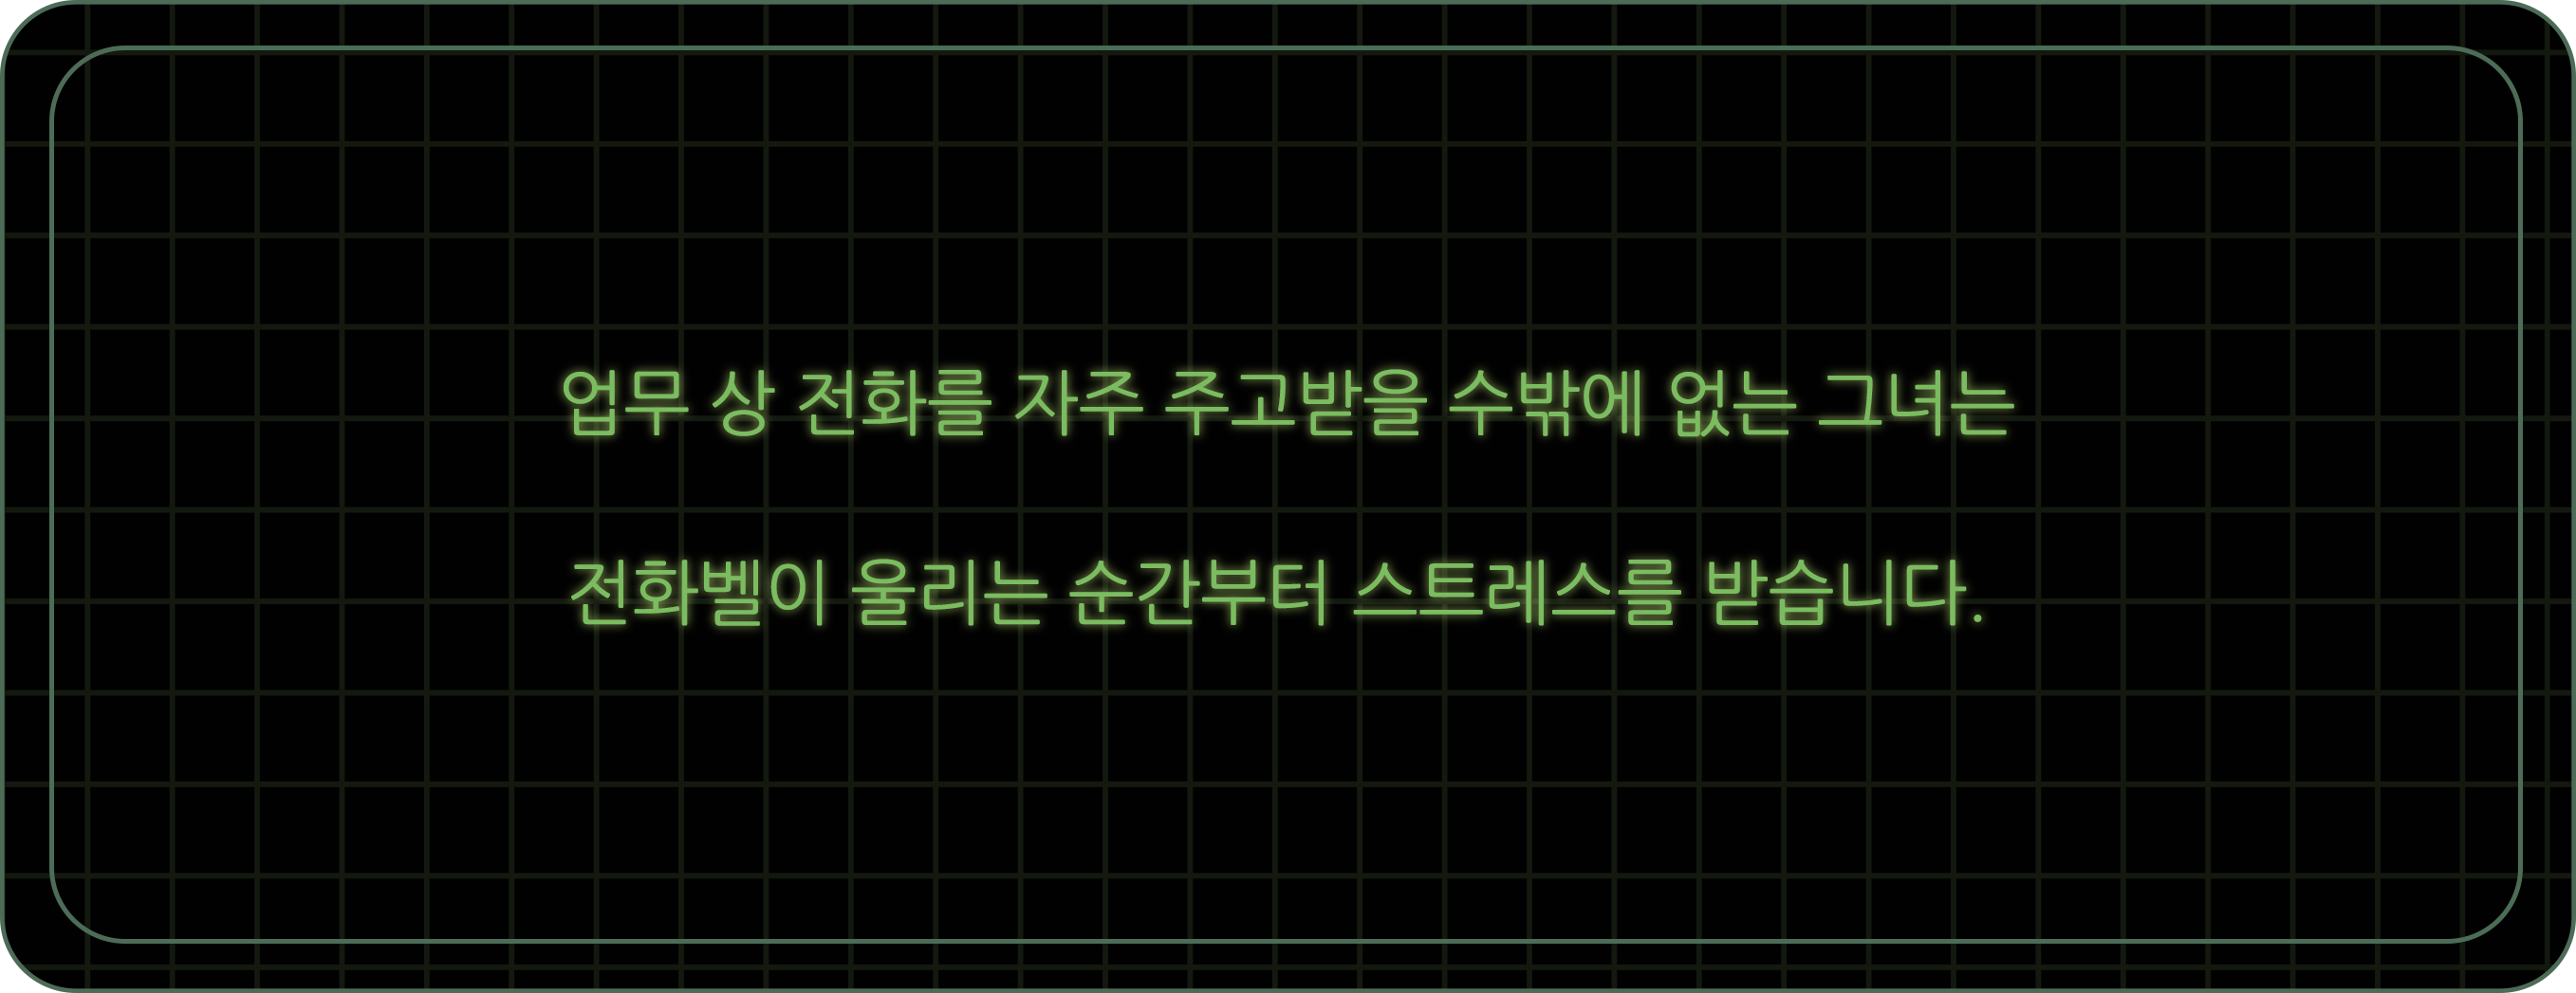 업무 상 전화를 자주 주고받을 수밖에 없는 그녀는
전화벨이 울리는 순간부터 스트레스를 받습니다.